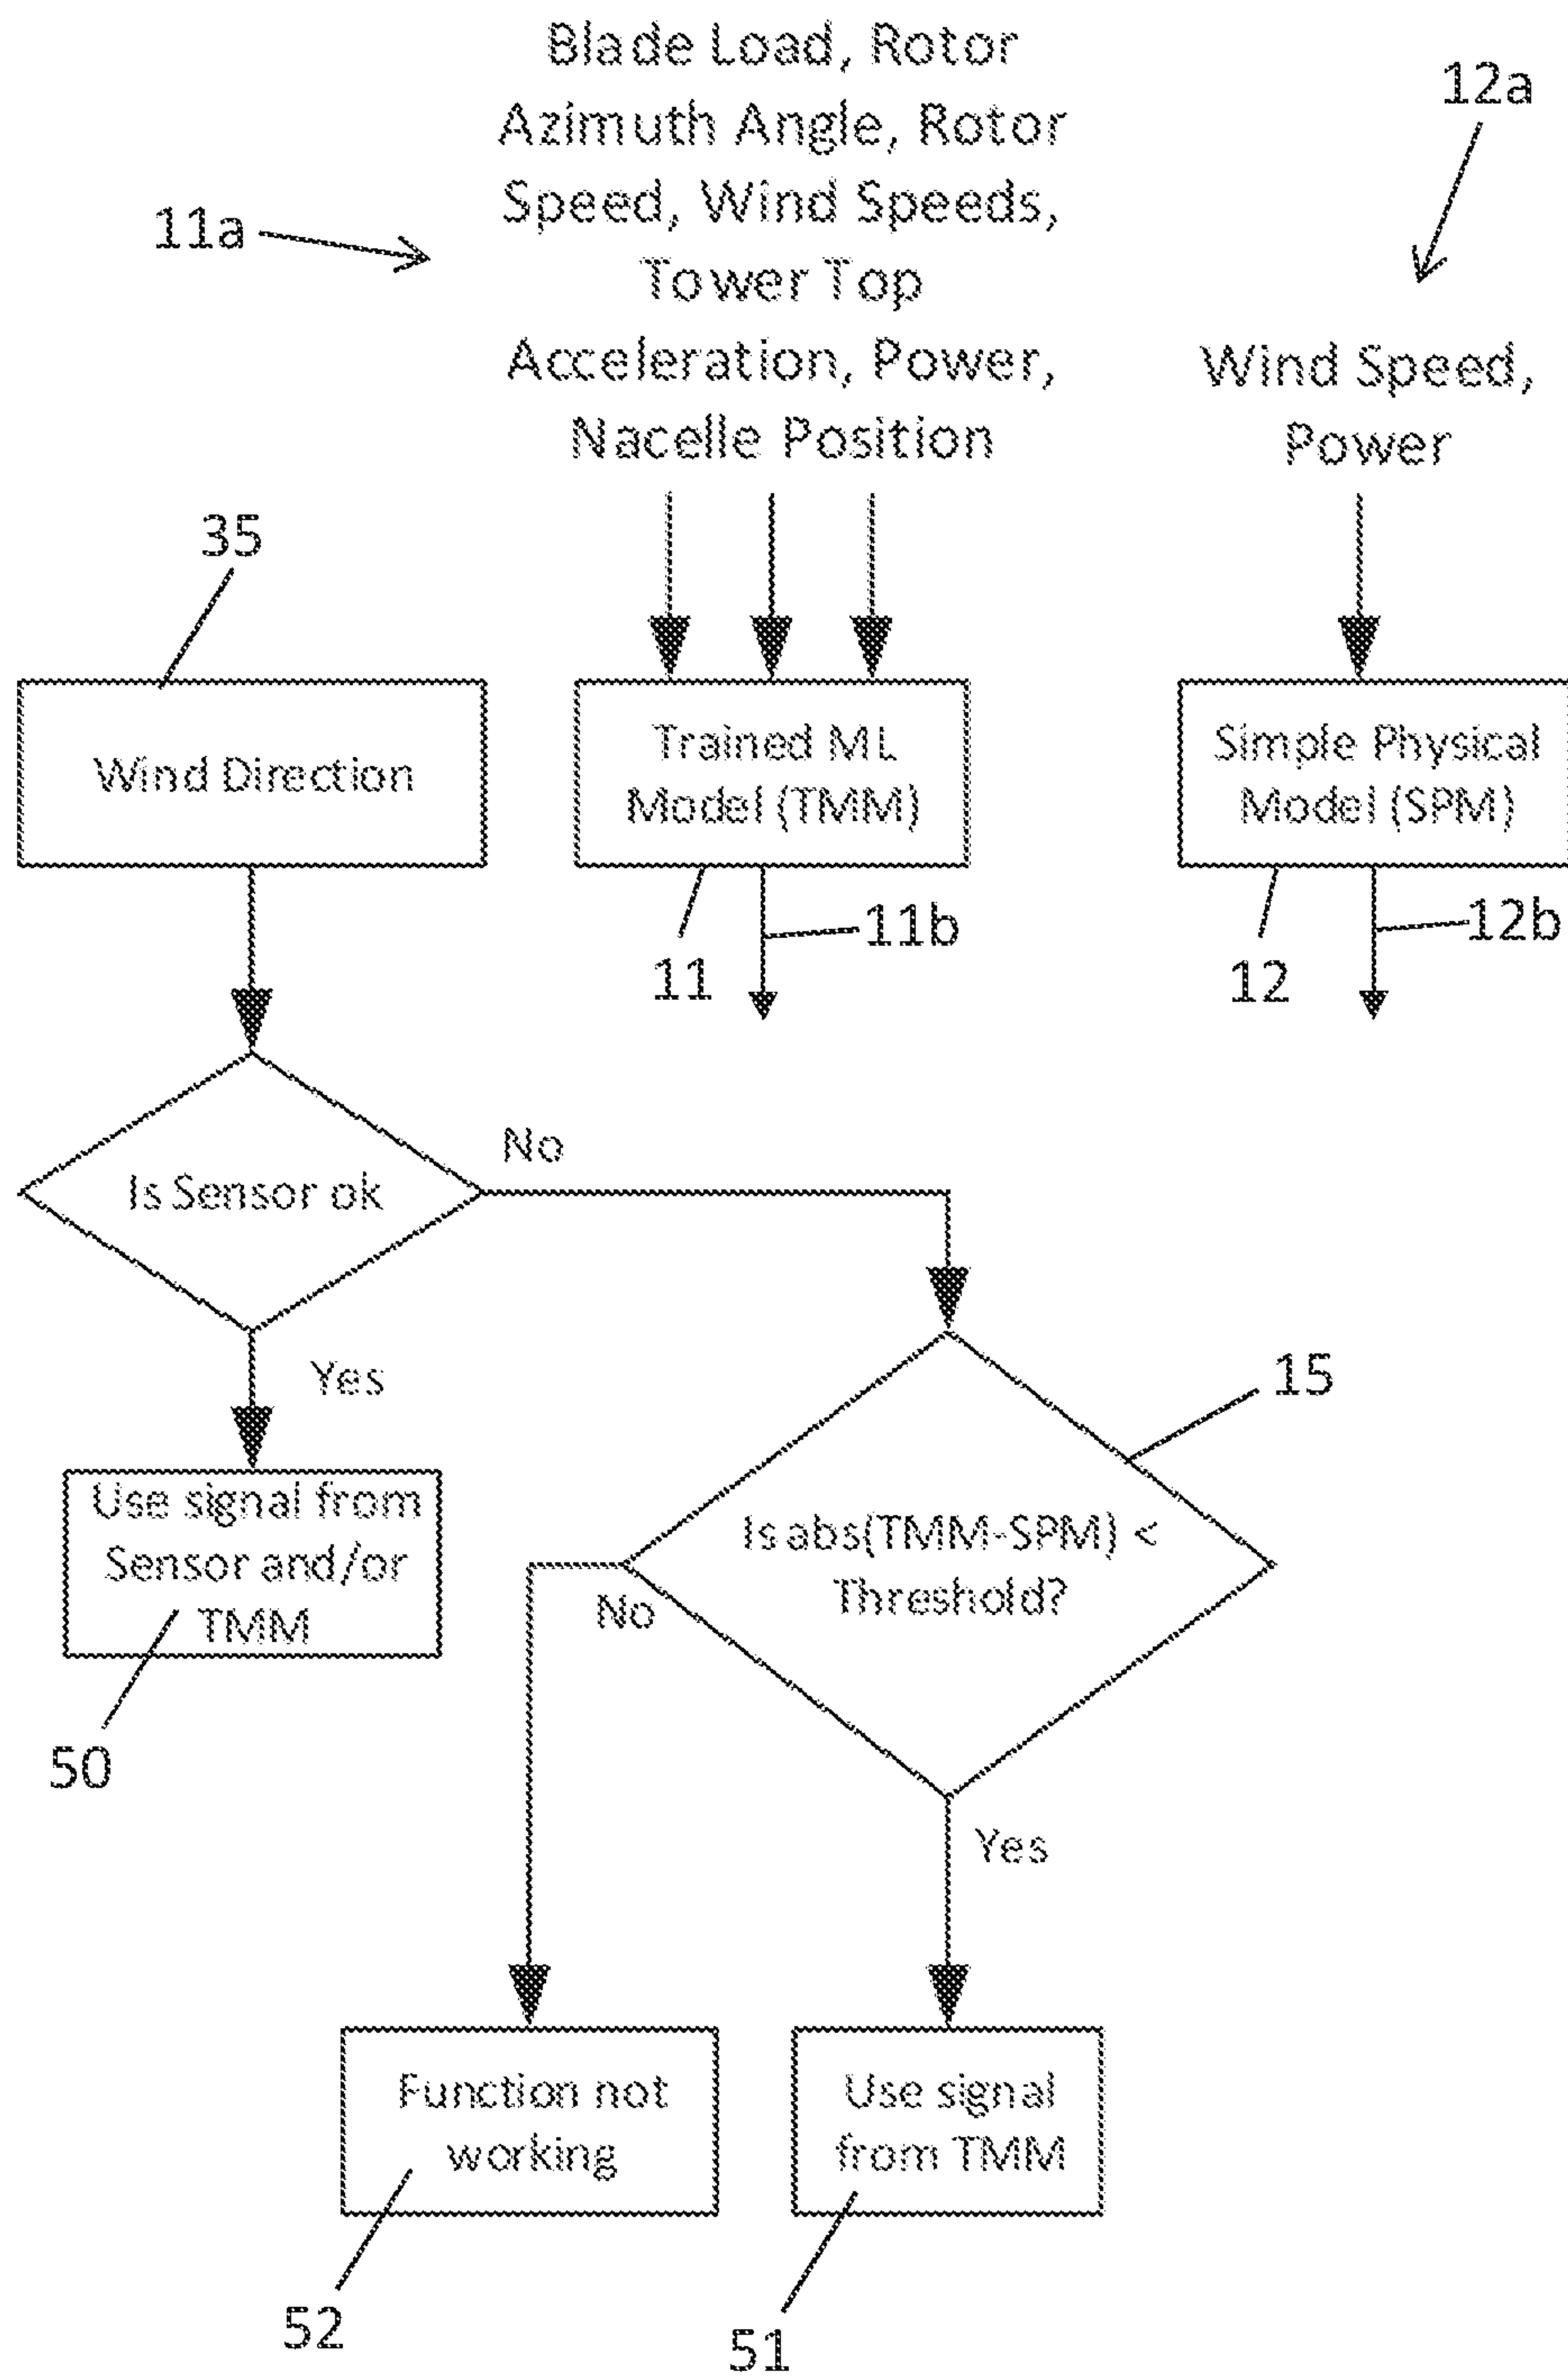 Blade Load, Rotor
Azimuth Angle, Rotor
Speed, Wind Speeds,
Tower Top
Acceleration, Power,
Nacelle Position
12a
11a
Wind Speed,
Power
35
Wind Direction
Trained ML
Model (TMM)
Simple Physical
Model (SPM)
11b
11
12b
12
Is Sensor ok
No
Yes
15
Use signal from
Sensor and/or
TMM
Is abs(TMM-SPM) <
Threshold?
No
50
Yes
Function not
working
Use signal
from TMM
52
51